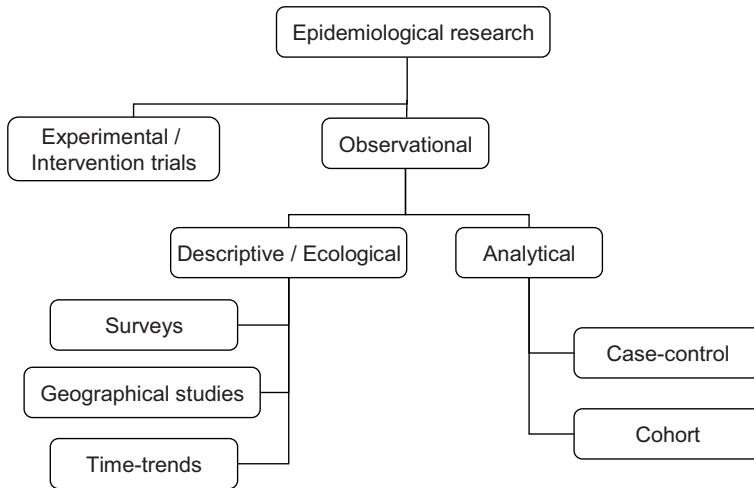 Epidemiological research
Experimental /
Intervention trials
Observational
Descriptive / Ecological
Analytical
Surveys
Geographical studies
Time-trends
Case-control
Cohort